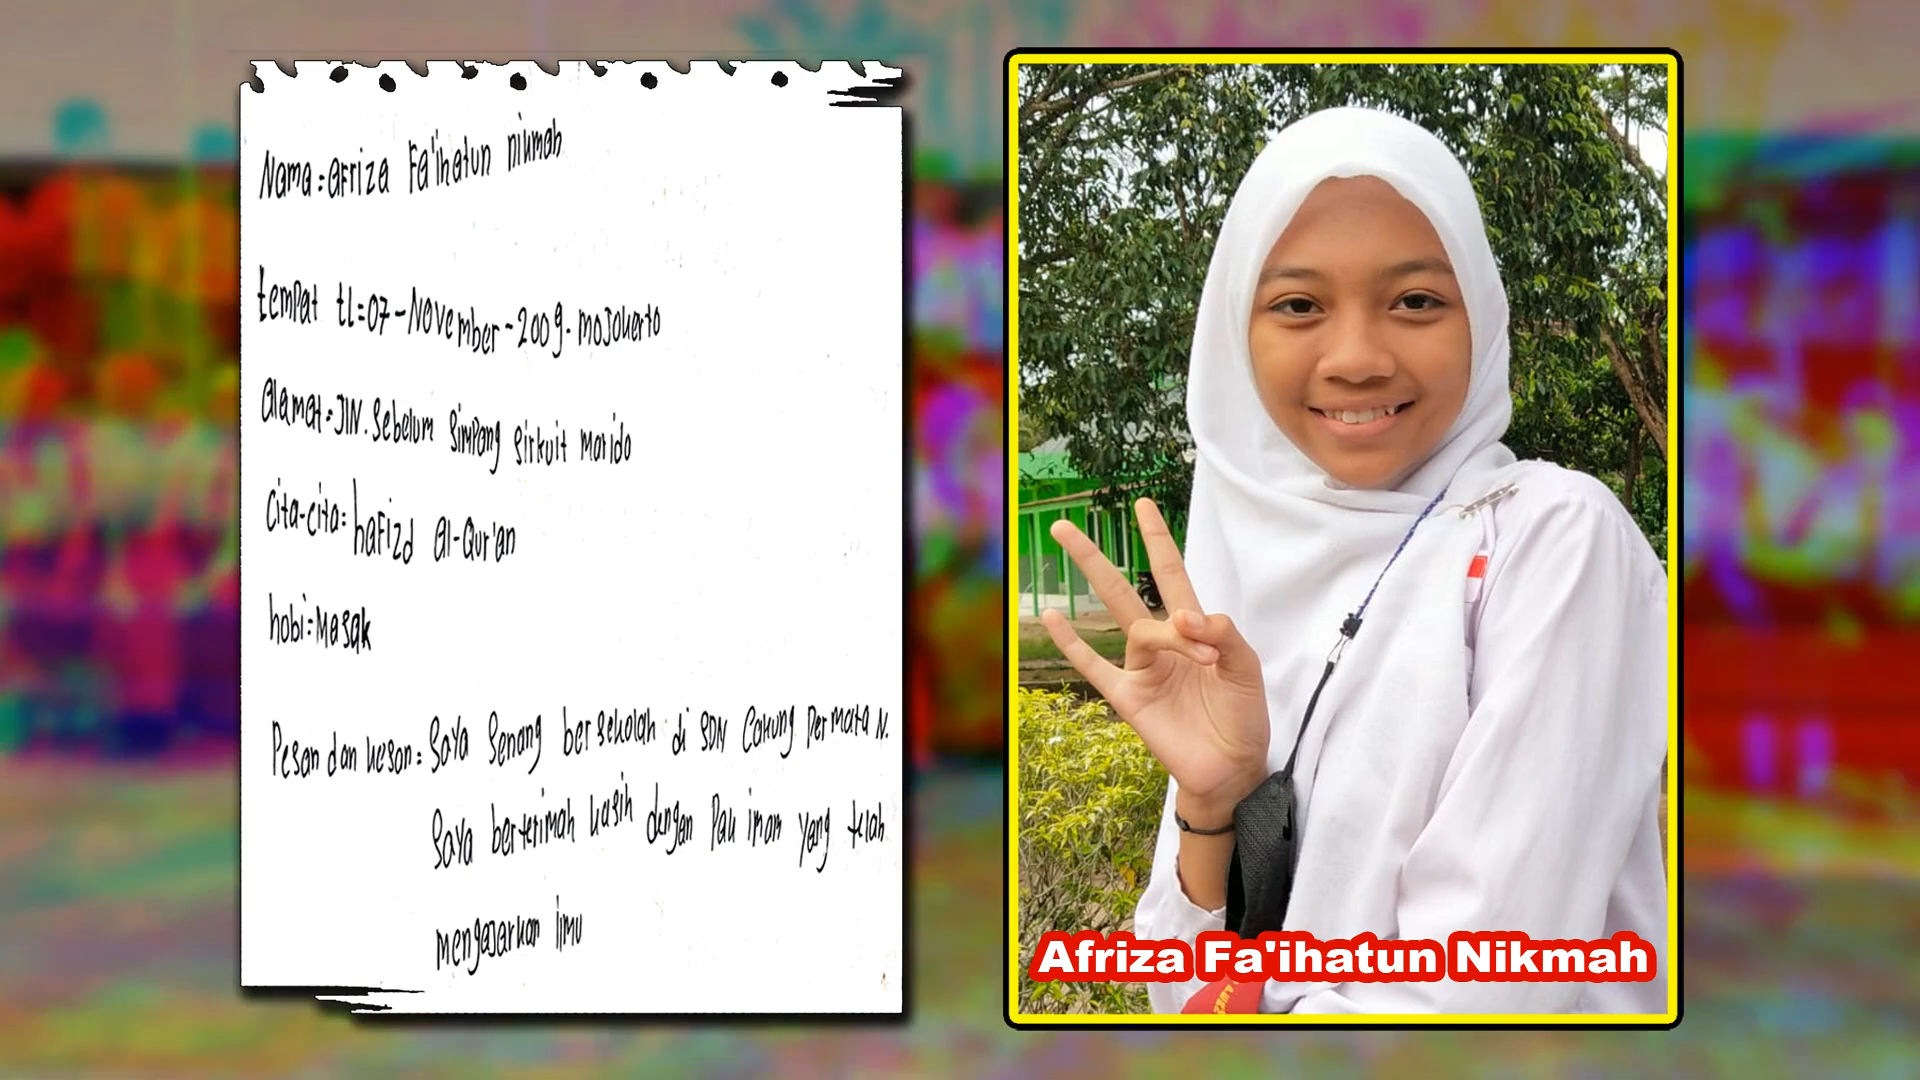 Nama : afriza Fa'ihatun nikmah
tempat tl = 07 - November - 2009 - mojokerto
alamat = Jln. Sebelum Simpang Sirkuit marido
Cita-cita = hafizd al-Qur'an
hobi = Masak
Pesan dan kesan = Saya Senang bersekolah di SDN Carung Permata N.
Saya berterimah kasih dengan Pak iman yang telah
mengajarkan ilmu
Afriza Fa'ihatun Nikmah